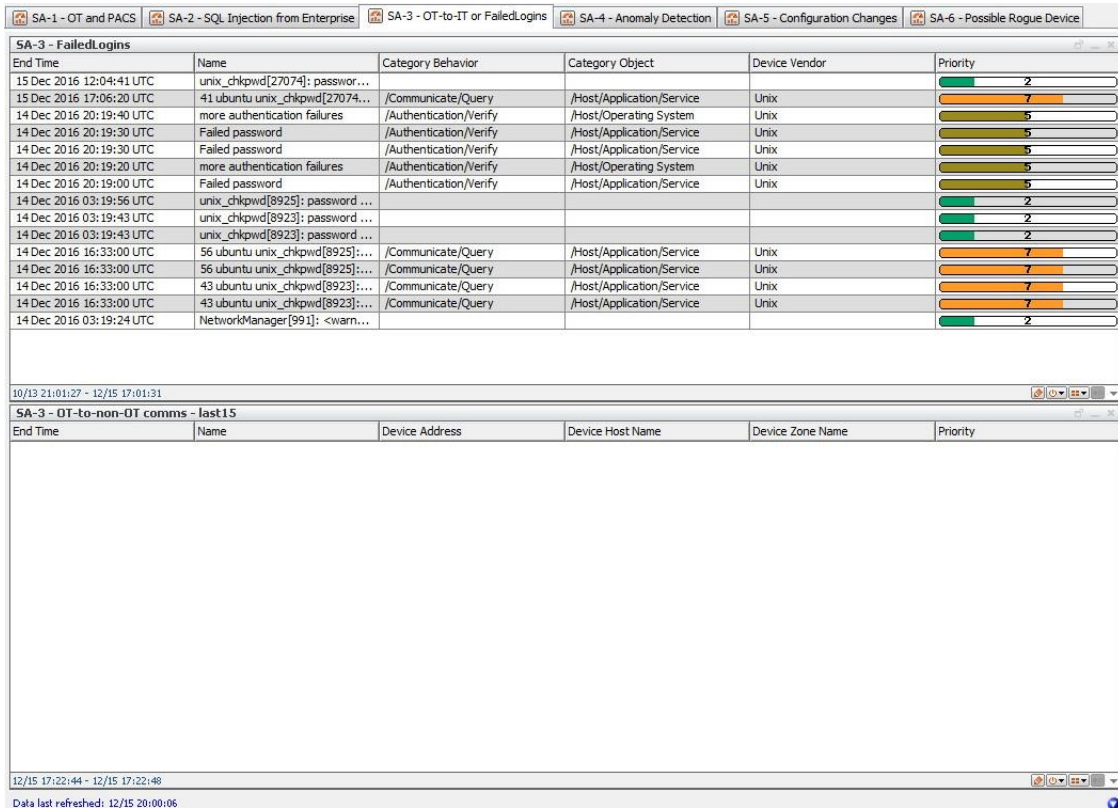 SA-1 - OT and PACS SA-2 - SQL Injection from Enterprise SA-3 - OT-to-IT or FailedLogins SA-4 - Anomaly Detection SA-5 - Configuration Changes SA-6 - Possible Rogue Device
SA-3 - FailedLogins
End Time Name Category Behavior Category Object Device Vendor Priority
15 Dec 2016 12:04:41 UTC unix_chkpwd[27074]: passwor... 2
15 Dec 2016 17:06:20 UTC 41 ubuntu unix_chkpwd[27074... /Communicate/Query /Host/Application/Service Unix 7
14 Dec 2016 20:19:40 UTC more authentication failures /Authentication/Verify /Host/Operating System Unix 5
14 Dec 2016 20:19:30 UTC Failed password /Authentication/Verify /Host/Application/Service Unix 5
14 Dec 2016 20:19:30 UTC Failed password /Authentication/Verify /Host/Application/Service Unix 5
14 Dec 2016 20:19:20 UTC more authentication failures /Authentication/Verify /Host/Operating System Unix 5
14 Dec 2016 20:19:00 UTC Failed password /Authentication/Verify /Host/Application/Service Unix 5
14 Dec 2016 03:19:56 UTC unix_chkpwd[8925]: password ... 2
14 Dec 2016 03:19:43 UTC unix_chkpwd[8923]: password ... 2
14 Dec 2016 03:19:43 UTC unix_chkpwd[8923]: password ... 2
14 Dec 2016 16:33:00 UTC 56 ubuntu unix_chkpwd[8925]:... /Communicate/Query /Host/Application/Service Unix 7
14 Dec 2016 16:33:00 UTC 56 ubuntu unix_chkpwd[8925]:... /Communicate/Query /Host/Application/Service Unix 7
14 Dec 2016 16:33:00 UTC 43 ubuntu unix_chkpwd[8923]:... /Communicate/Query /Host/Application/Service Unix 7
14 Dec 2016 16:33:00 UTC 43 ubuntu unix_chkpwd[8923]:... /Communicate/Query /Host/Application/Service Unix 7
14 Dec 2016 03:19:24 UTC NetworkManager[991]: <warn... 2
10/13 21:01:27 - 12/15 17:01:31
SA-3 - OT-to-non-OT comms - last15
End Time Name Device Address Device Host Name Device Zone Name Priority
12/15 17:22:44 - 12/15 17:22:48
Data last refreshed: 12/15 20:00:06